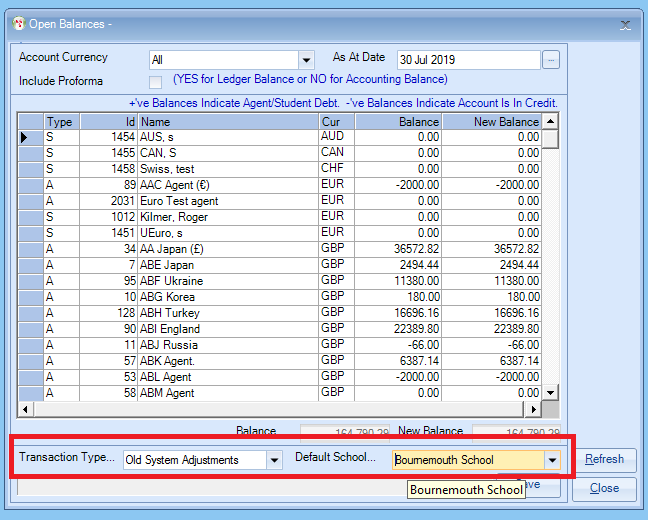 Open Balances -
Account Currency All As At Date 30 Jul 2019 ...
Include Proforma (YES for Ledger Balance or NO for Accounting Balance)
+'ve Balances Indicate Agent/Student Debt. -'ve Balances Indicate Account Is In Credit.
Type Id Name Cur Balance New Balance
S 1454 AUS, s AUD 0.00 0.00
S 1455 CAN, S CAN 0.00 0.00
S 1458 Swiss, test CHF 0.00 0.00
A 89 AAC Agent (€) EUR -2000.00 -2000.00
A 2031 Euro Test agent EUR 0.00 0.00
S 1012 Kilmer, Roger EUR 0.00 0.00
S 1451 UEuro, s EUR 0.00 0.00
A 34 AA Japan (£) GBP 36572.82 36572.82
A 7 ABE Japan GBP 2494.44 2494.44
A 95 ABF Ukraine GBP 11380.00 11380.00
A 10 ABG Korea GBP 180.00 180.00
A 128 ABH Turkey GBP 16696.16 16696.16
A 90 ABI England GBP 22389.80 22389.80
A 11 ABJ Russia GBP -66.00 -66.00
A 57 ABK Agent. GBP 6387.14 6387.14
A 53 ABL Agent GBP -2000.00 -2000.00
A 58 ABM Agent GBP 0.00 0.00
Balance 164,790.29 New Balance 164,790.29
Transaction Type... Old System Adjustments Default School... Bournemouth School
Refresh
Bournemouth School
Close